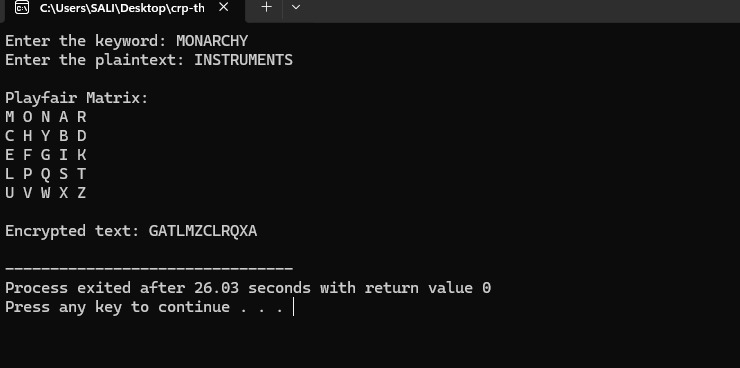 C:\Users\SALI\Desktop\crp-th
Enter the keyword: MONARCHY
Enter the plaintext: INSTRUMENTS
Playfair Matrix:
M O N A R
C H Y B D
E F G I K
L P Q S T
U V W X Z
Encrypted text: GATLMZCLRQXA
--------------------------------
Process exited after 26.03 seconds with return value 0
Press any key to continue . . .